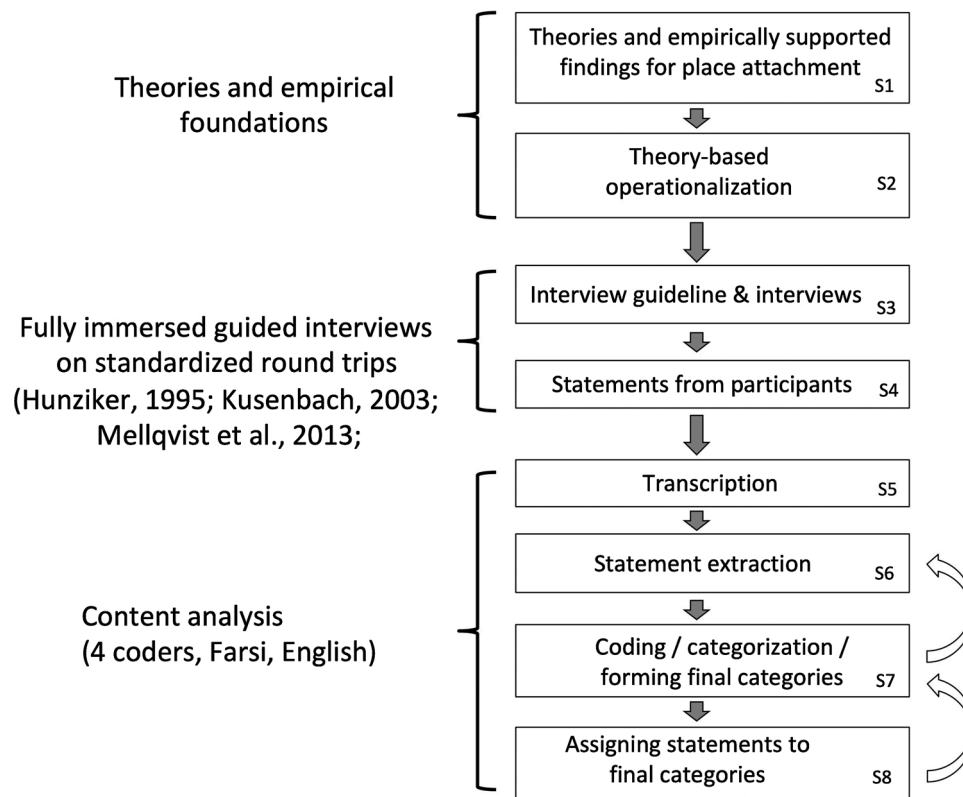 Theories and empirical
foundations
Theories and empirically supported
findings for place attachment
S1
Theory-based
operationalization
S2
Fully immersed guided interviews
on standardized round trips
(Hunziker, 1995; Kusenbach, 2003;
Mellqvist et al., 2013;
Interview guideline & interviews
S3
Statements from participants
S4
Content analysis
(4 coders, Farsi, English)
Transcription
S5
Statement extraction
S6
Coding / categorization /
forming final categories
S7
Assigning statements to
final categories
S8